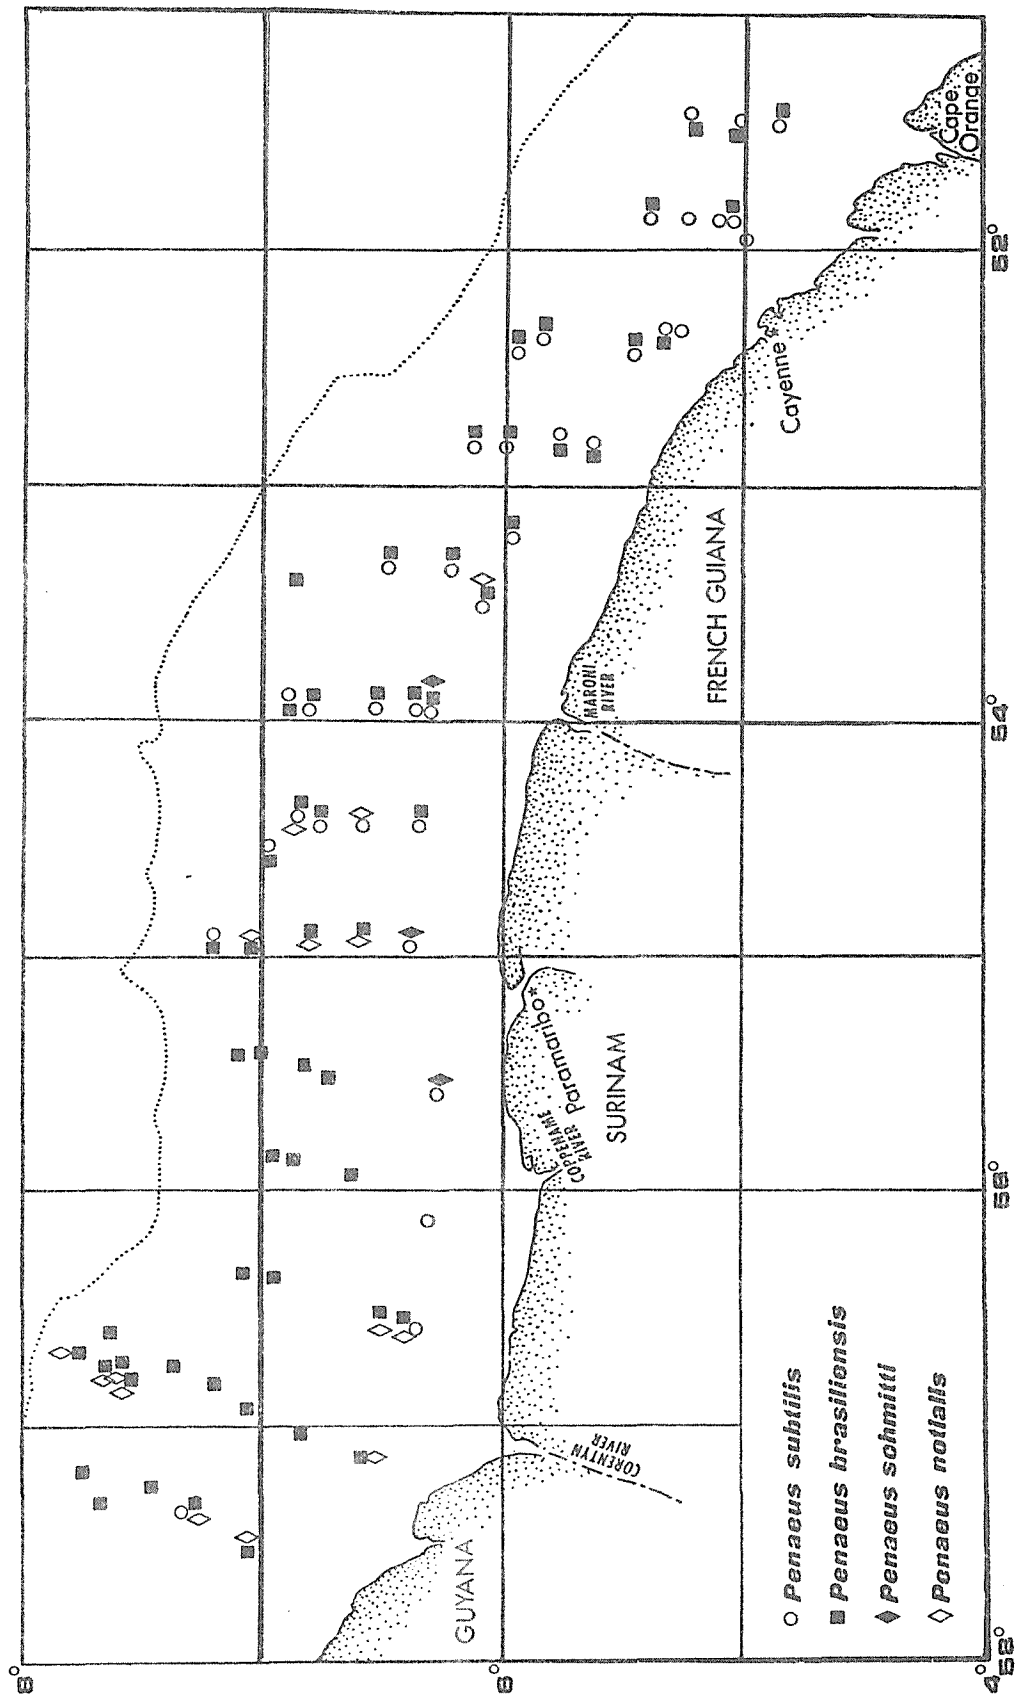 Cape
Orange
52°
Cayenne
FRENCH GUIANA
MARONI
RIVER
54°
Paramaribo*
SURINAM
COPPENAME
RIVER
56°
CORENTYN
RIVER
GUYANA
Penaeus subtilis
Penaeus brasiliensis
Penaeus schmitti
Penaeus notialis
8°
6°
4°
58°